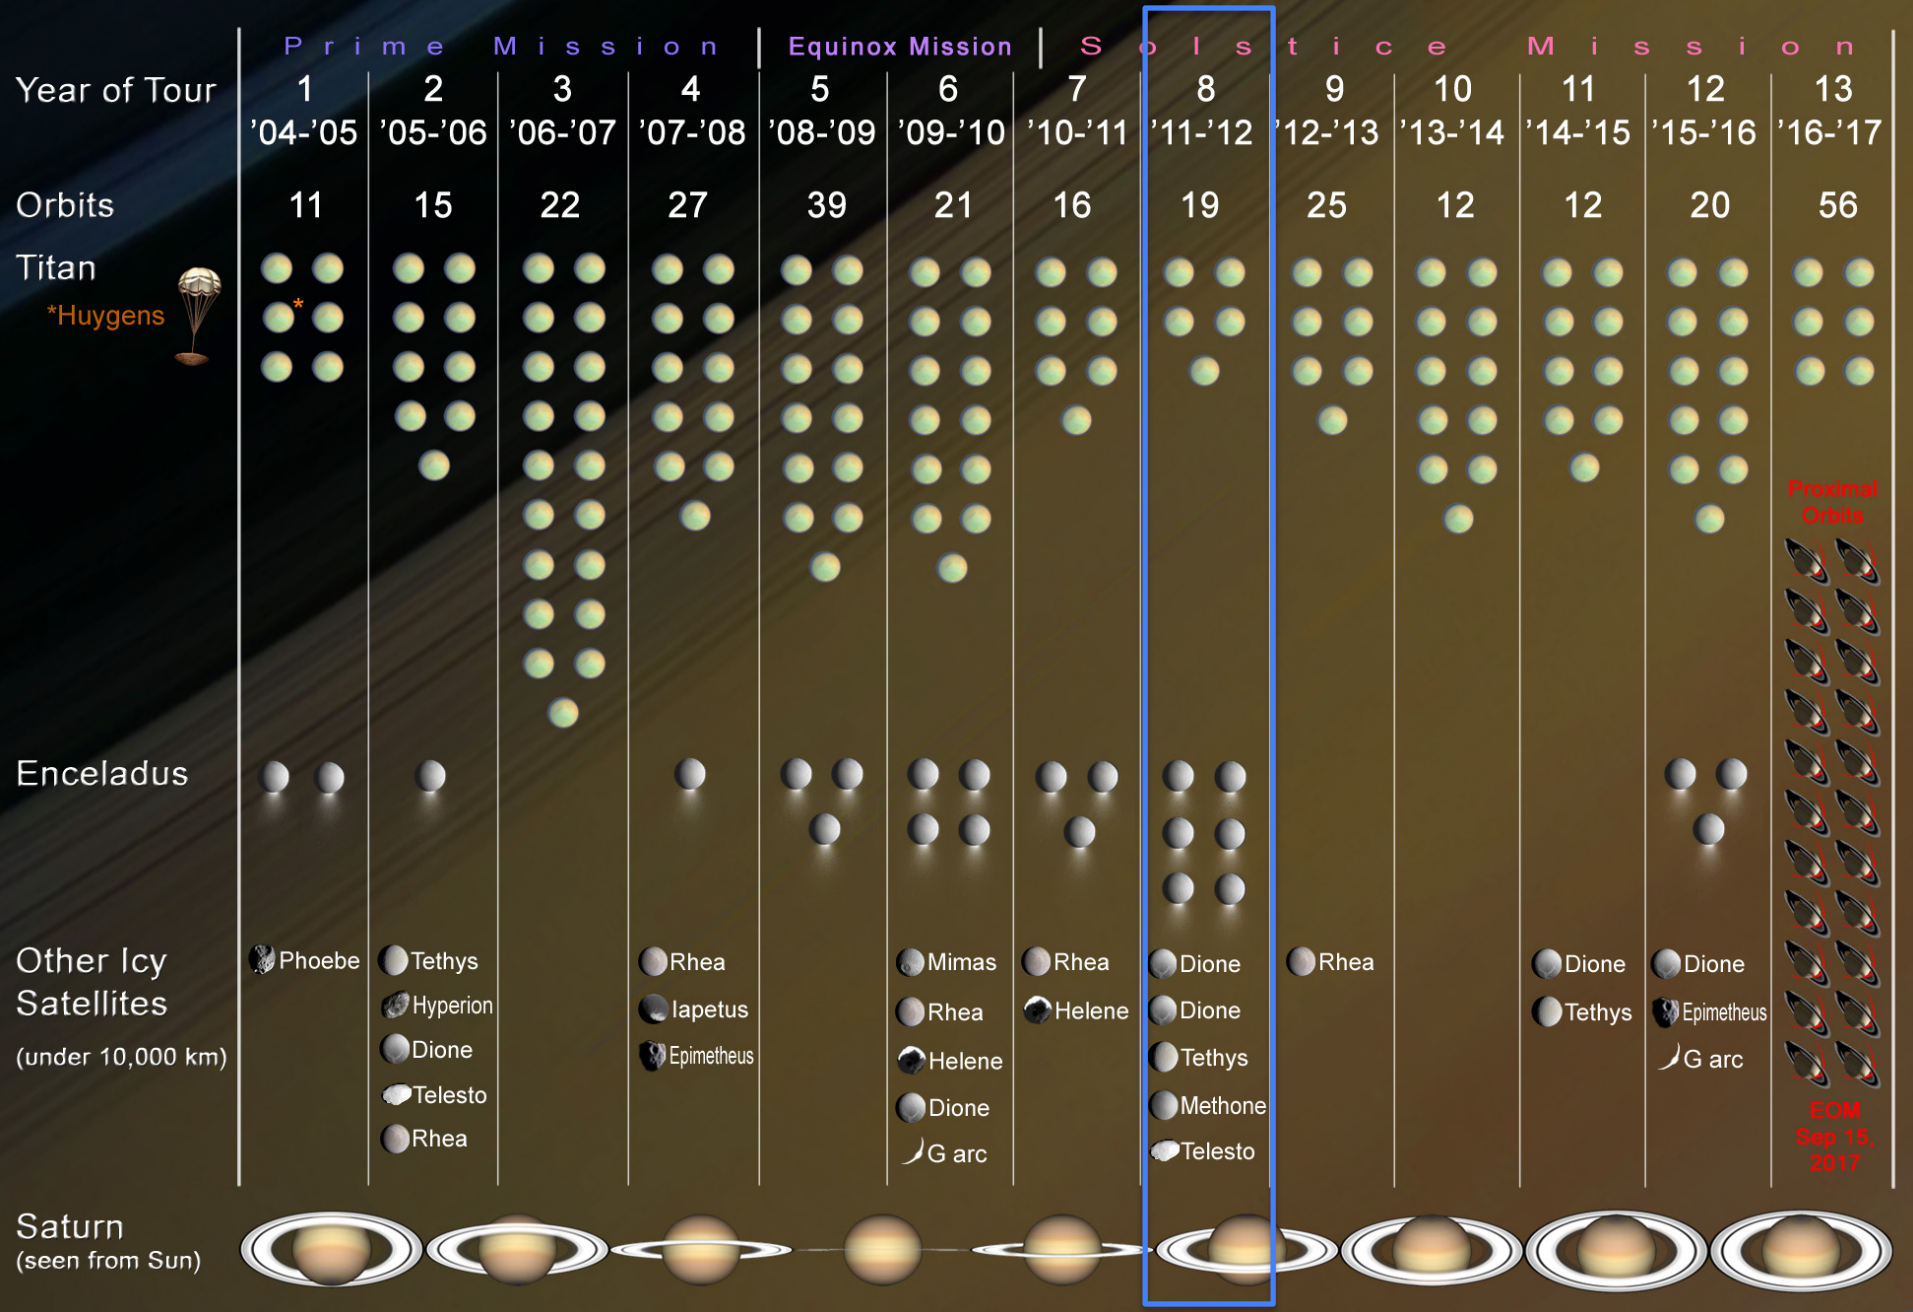 Prime Mission Equinox Mission Solstice Mission
Year of Tour 1 2 3 4 5 6 7 8 9 10 11 12 13
’04-’05 ’05-’06 ’06-’07 ’07-’08 ’08-’09 ’09-’10 ’10-’11 ’11-’12 ’12-’13 ’13-’14 ’14-’15 ’15-’16 ’16-’17
Orbits 11 15 22 27 39 21 16 19 25 12 12 20 56
Titan
*Huygens *
Proximal
Orbits
Enceladus
Other Icy Phoebe Tethys Rhea Mimas Rhea Dione Rhea Dione Dione
Satellites Hyperion Iapetus Rhea Helene Dione Tethys Epimetheus
(under 10,000 km) Dione Epimetheus Helene Tethys G arc
Telesto Dione Methone EOM
Rhea G arc Telesto Sep 15,
2017
Saturn
(seen from Sun)